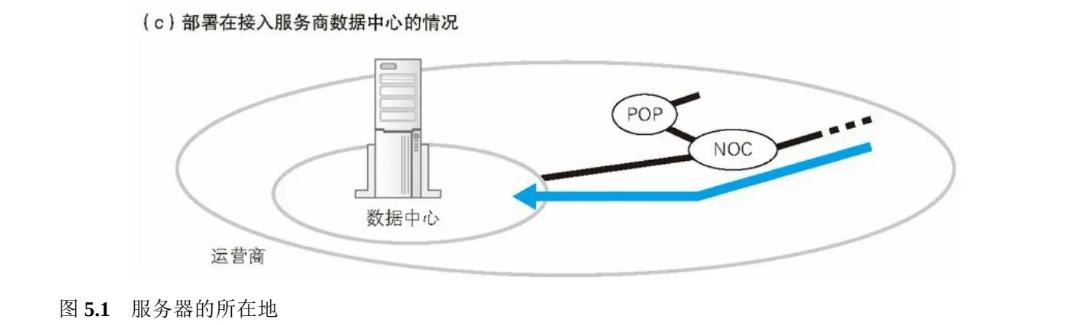 (c) 部署在接入服务商数据中心的情况
POP
NOC
数据中心
运营商
图 5.1 服务器的所在地